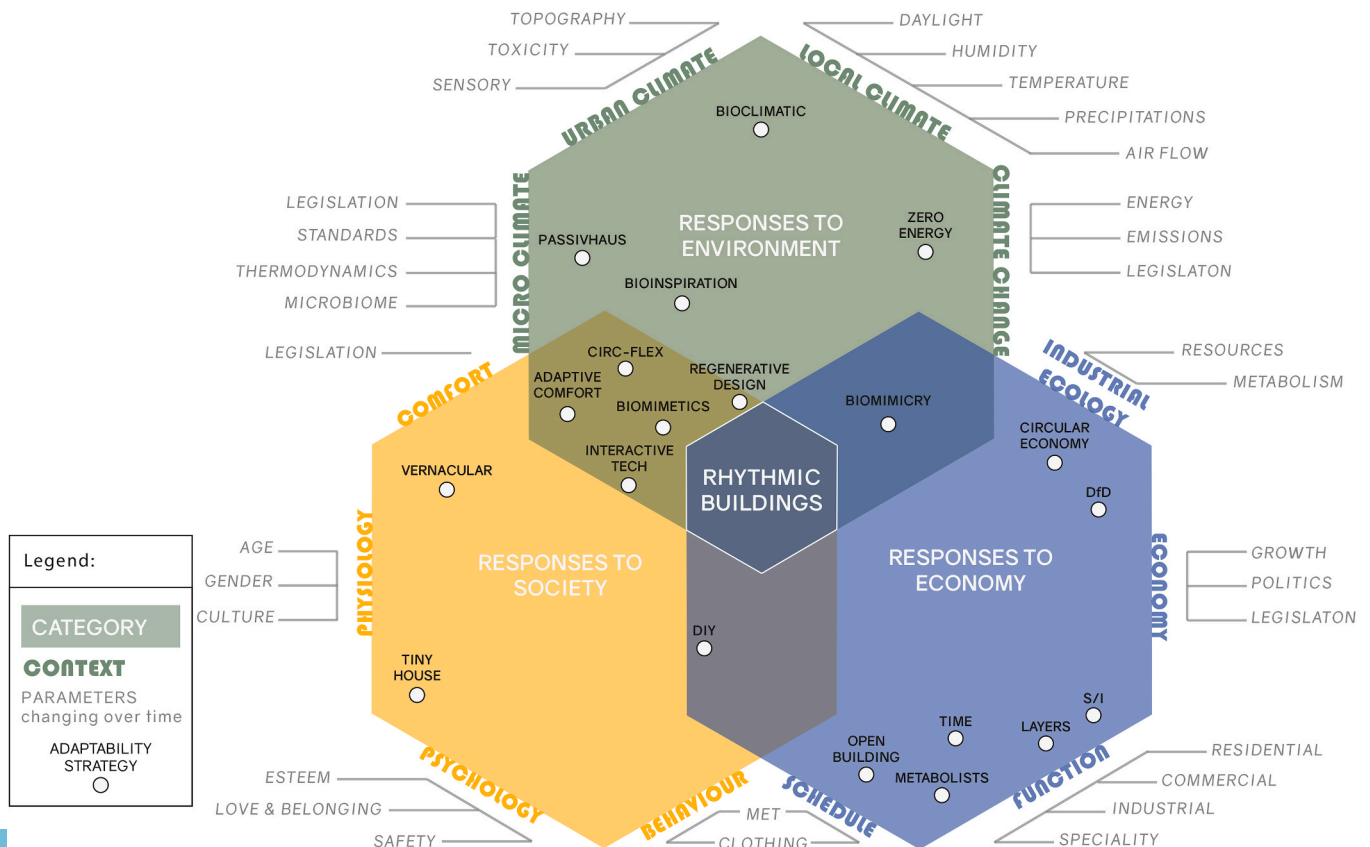 TOPOGRAPHY
TOXICITY
SENSORY
DAYLIGHT
HUMIDITY
TEMPERATURE
PRECIPITATIONS
AIR FLOW
URBAN CLIMATE
LOCAL CLIMATE
BIOCLIMATIC
LEGISLATION
STANDARDS
THERMODYNAMICS
MICROBIOME
MICRO CLIMATE
CLIMATE CHANGE
ENERGY
EMISSIONS
LEGISLATON
RESPONSES TO
ENVIRONMENT
ZERO
ENERGY
PASSIVHAUS
BIOINSPIRATION
LEGISLATION
COMFORT
CIRC-FLEX
ADAPTIVE
COMFORT
REGENERATIVE
DESIGN
BIOMIMETICS
INTERACTIVE
TECH
BIOMIMICRY
INDUSTRIAL
ECOLOGY
RESOURCES
METABOLISM
CIRCULAR
ECONOMY
DfD
VERNACULAR
RHYTHMIC
BUILDINGS
AGE
GENDER
CULTURE
PHYSIOLOGY
RESPONSES TO
SOCIETY
RESPONSES TO
ECONOMY
ECONOMY
GROWTH
POLITICS
LEGISLATON
DIY
TINY
HOUSE
S/I
TIME
LAYERS
OPEN
BUILDING
METABOLISTS
PSYCHOLOGY
BEHAVIOUR
SCHEDULE
FUNCTION
ESTEEM
LOVE & BELONGING
SAFETY
MET
CLOTHING
RESIDENTIAL
COMMERCIAL
INDUSTRIAL
SPECIALITY
Legend:
CATEGORY
CONTEXT
PARAMETERS
changing over time
ADAPTABILITY
STRATEGY